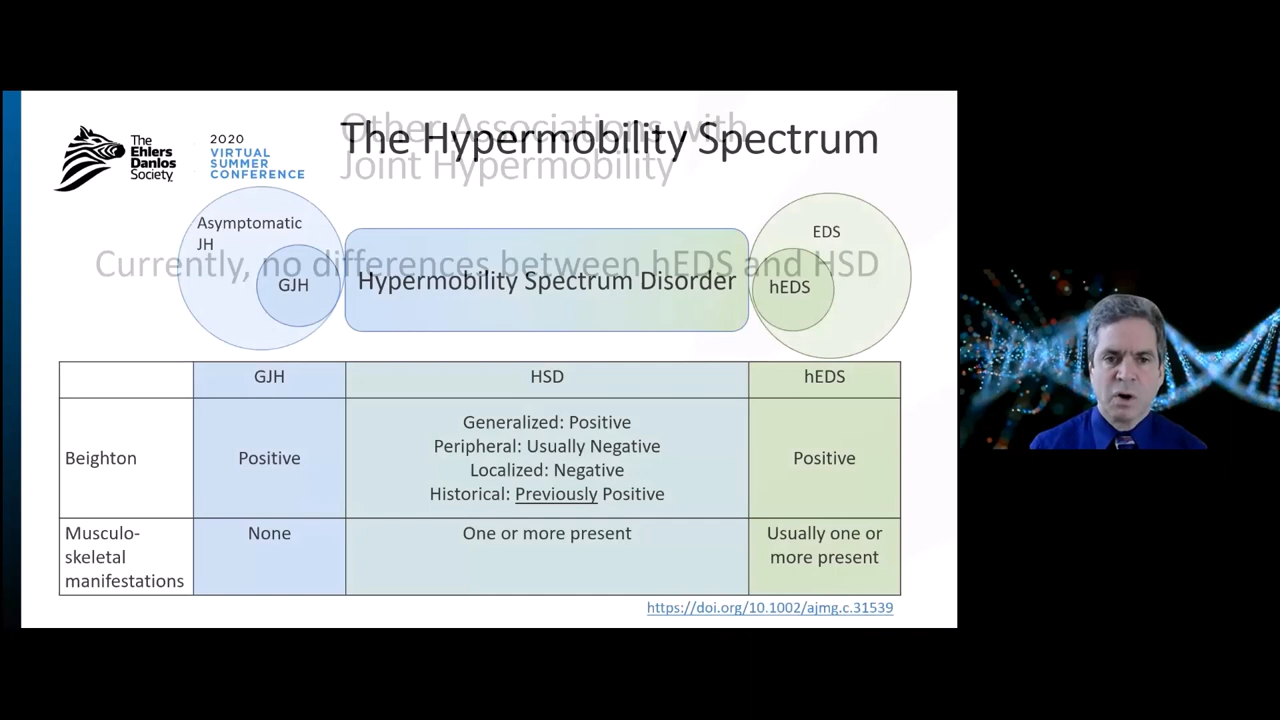 The
Ehlers
Danlos
Society
2020
VIRTUAL
SUMMER
CONFERENCE
The Hypermobility Spectrum
Other Associations with
Joint Hypermobility
Asymptomatic
JH
GJH
Currently, no differences between hEDS and HSD
Hypermobility Spectrum Disorder
EDS
hEDS
GJH HSD hEDS
Beighton
Positive
Generalized: Positive
Peripheral: Usually Negative
Localized: Negative
Historical: Previously Positive
Positive
Musculo-
skeletal
manifestations
None
One or more present
Usually one or
more present
https://doi.org/10.1002/ajmg.c.31539